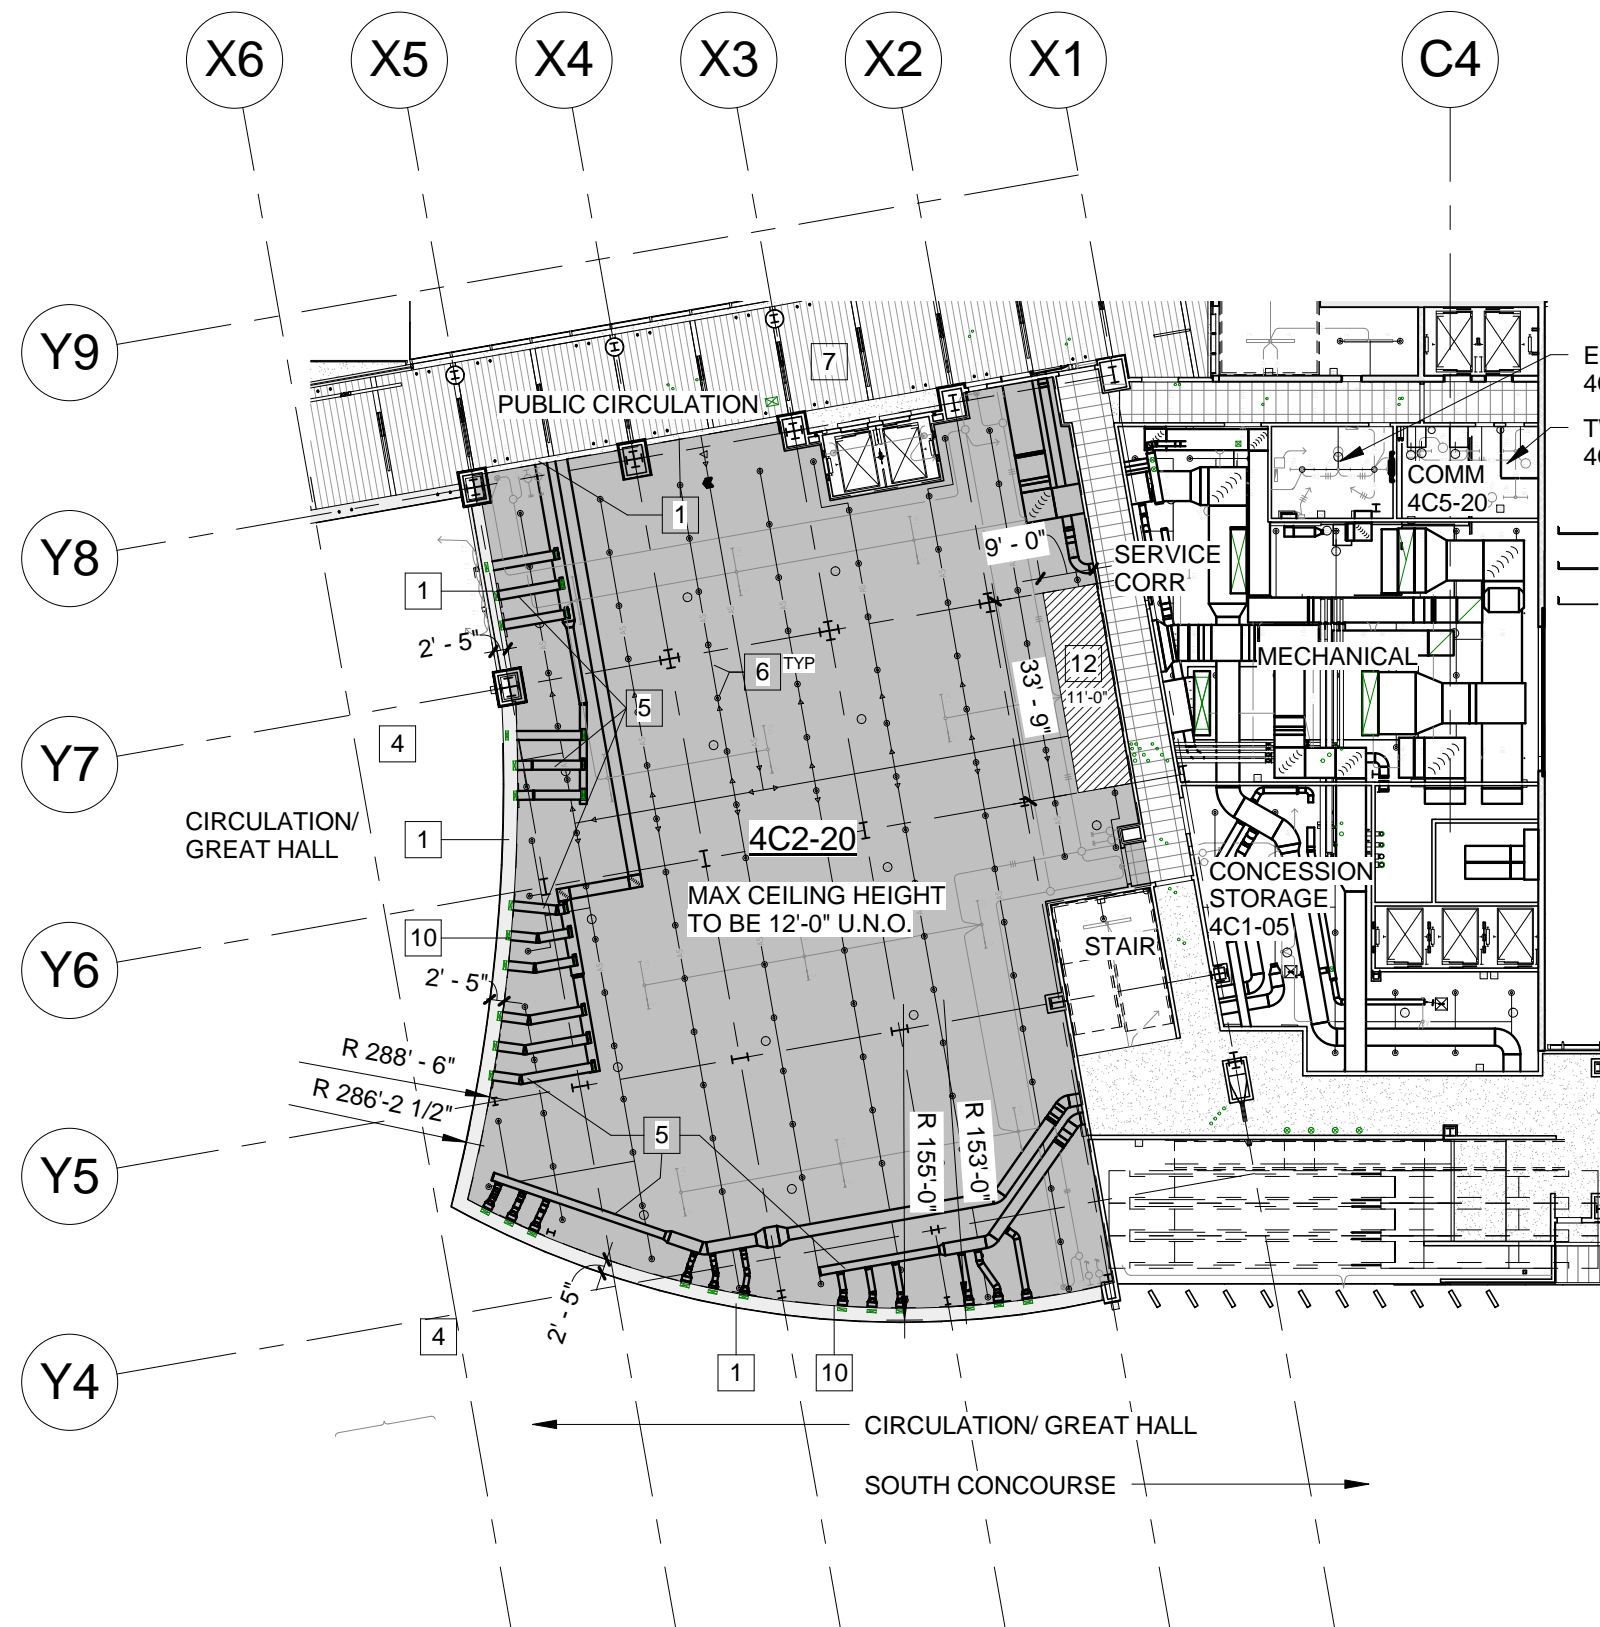 X6
X5
X4
X3
X2
X1
C4
Y9
7
E
4
PUBLIC CIRCULATION
T
4
COMM
4C5-20
1
Y8
9' - 0"
SERVICE
CORR
1
2' - 5"
6
TYP
12
11'-0"
MECHANICAL
33' - 9"
5
4
Y7
CIRCULATION/
GREAT HALL
1
4C2-20
MAX CEILING HEIGHT
TO BE 12'-0" U.N.O.
CONCESSION
STORAGE
4C1-05
10
STAIR
Y6
2' - 5"
R 288' - 6"
R 286'-2 1/2"
5
R 155'-0"
R 153'-0"
Y5
2' - 5"
4
1
10
Y4
CIRCULATION/ GREAT HALL
SOUTH CONCOURSE